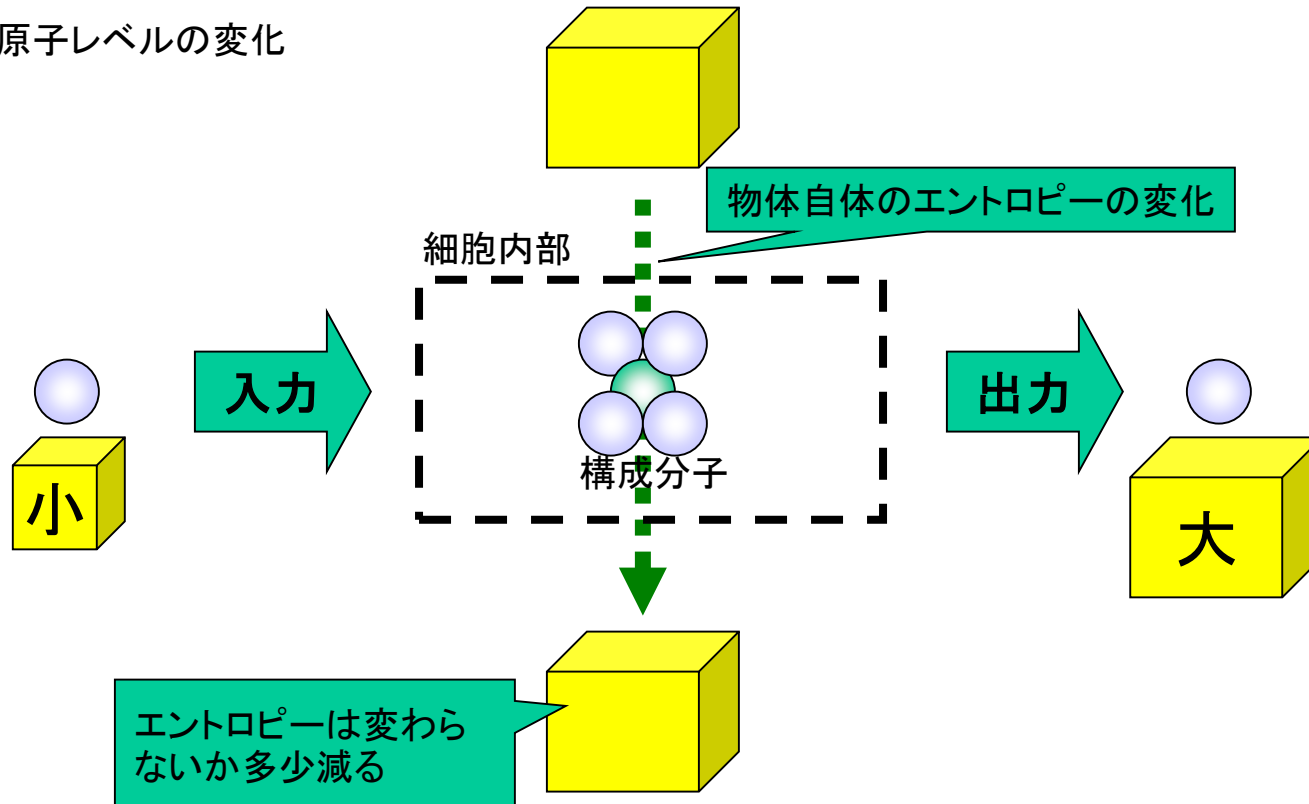 原子レベルの変化
物体自体のエントロピーの変化
細胞内部
入力
出力
構成分子
小
大
エントロピーは変わら
ないか多少減る